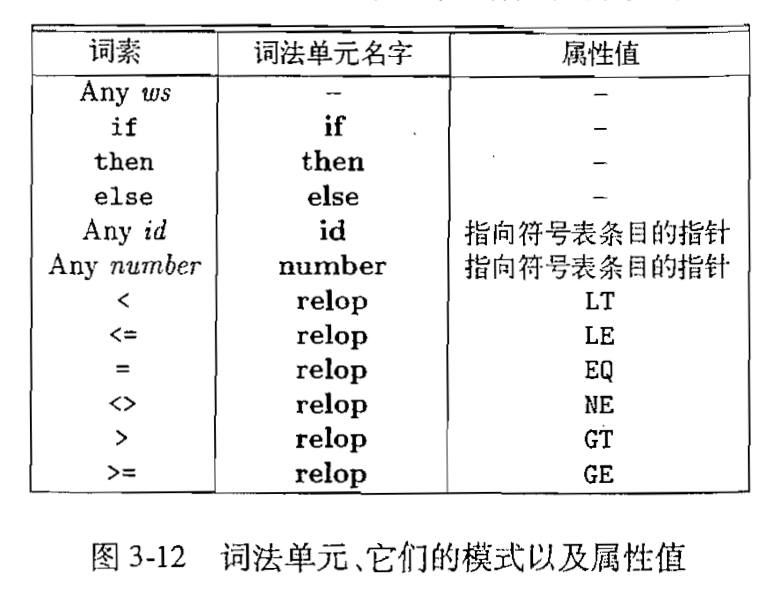 词素 词法单元名字 属性值
Any ws – –
if if –
then then –
else else –
Any id id 指向符号表条目的指针
Any number number 指向符号表条目的指针
< relop LT
<= relop LE
= relop EQ
<> relop NE
> relop GT
>= relop GE
图 3-12 词法单元、它们的模式以及属性值